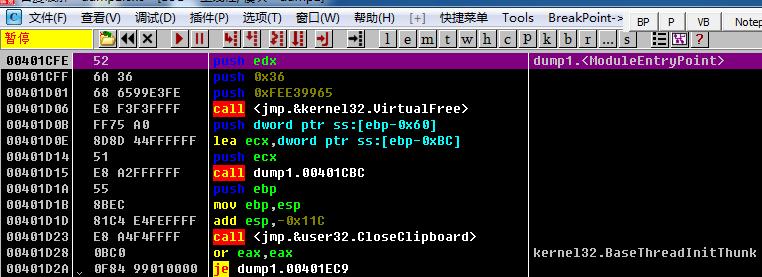 文件(F) 查看(V) 调试(D) 插件(P) 选项(T) 窗口(W) 帮助(H) [+] 快捷菜单 Tools BreakPoint-> BP P VB Notep
暂停 l e m t w h c P k b r ... s ?
00401CFE 52 push edx dump1.<ModuleEntryPoint>
00401CFF 6A 36 push 0x36
00401D01 68 6599E3FE push 0xFEE39965
00401D06 E8 F3F3FFFF call <jmp.&kernel32.VirtualFree>
00401D0B FF75 A0 push dword ptr ss:[ebp-0x60]
00401D0E 8D8D 44FFFFFF lea ecx,dword ptr ss:[ebp-0xBC]
00401D14 51 push ecx
00401D15 E8 A2FFFFFF call dump1.00401CBC
00401D1A 55 push ebp
00401D1B 8BEC mov ebp,esp
00401D1D 81C4 E4FEFFFF add esp,-0x11C
00401D23 E8 A4F4FFFF call <jmp.&user32.CloseClipboard>
00401D28 0BC0 or eax,eax kernel32.BaseThreadInitThunk
00401D2A 0F84 99010000 je dump1.00401EC9